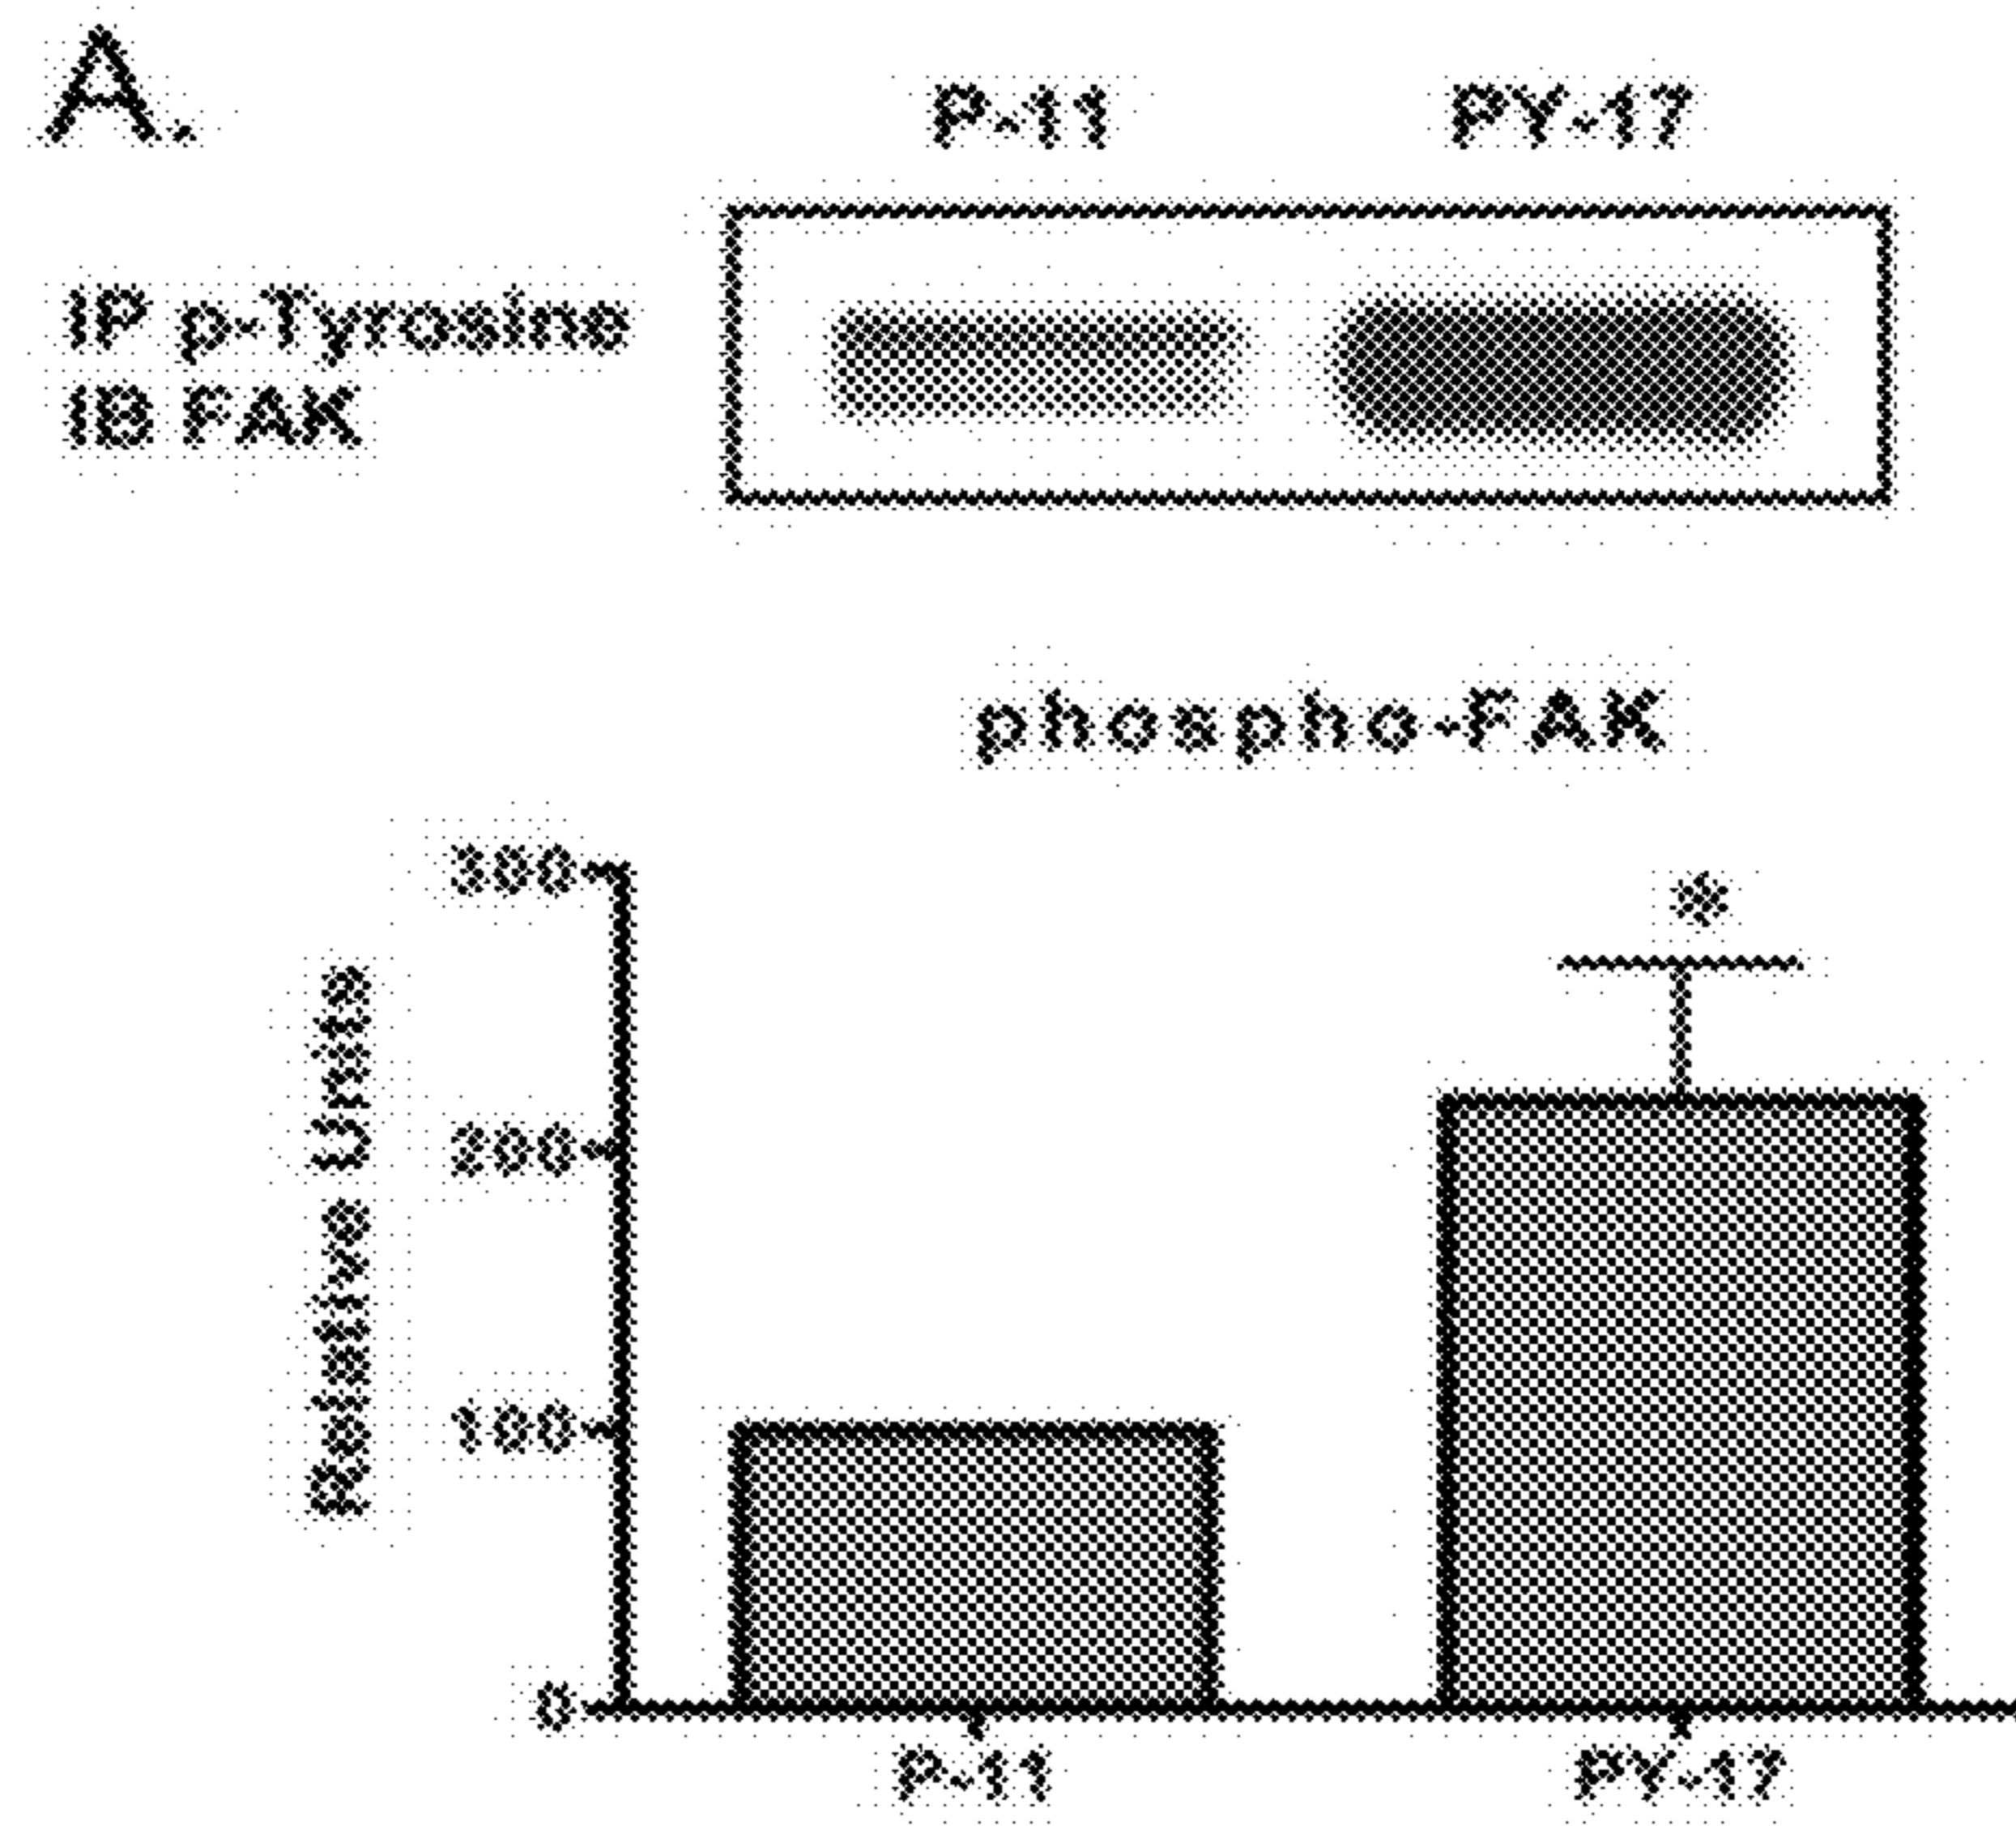 A.
P-11 PY-17
IP p-Tyrosine
IB FAK
phospho-FAK
300
*
200
100
0
Relative Units
P-11 PY-17